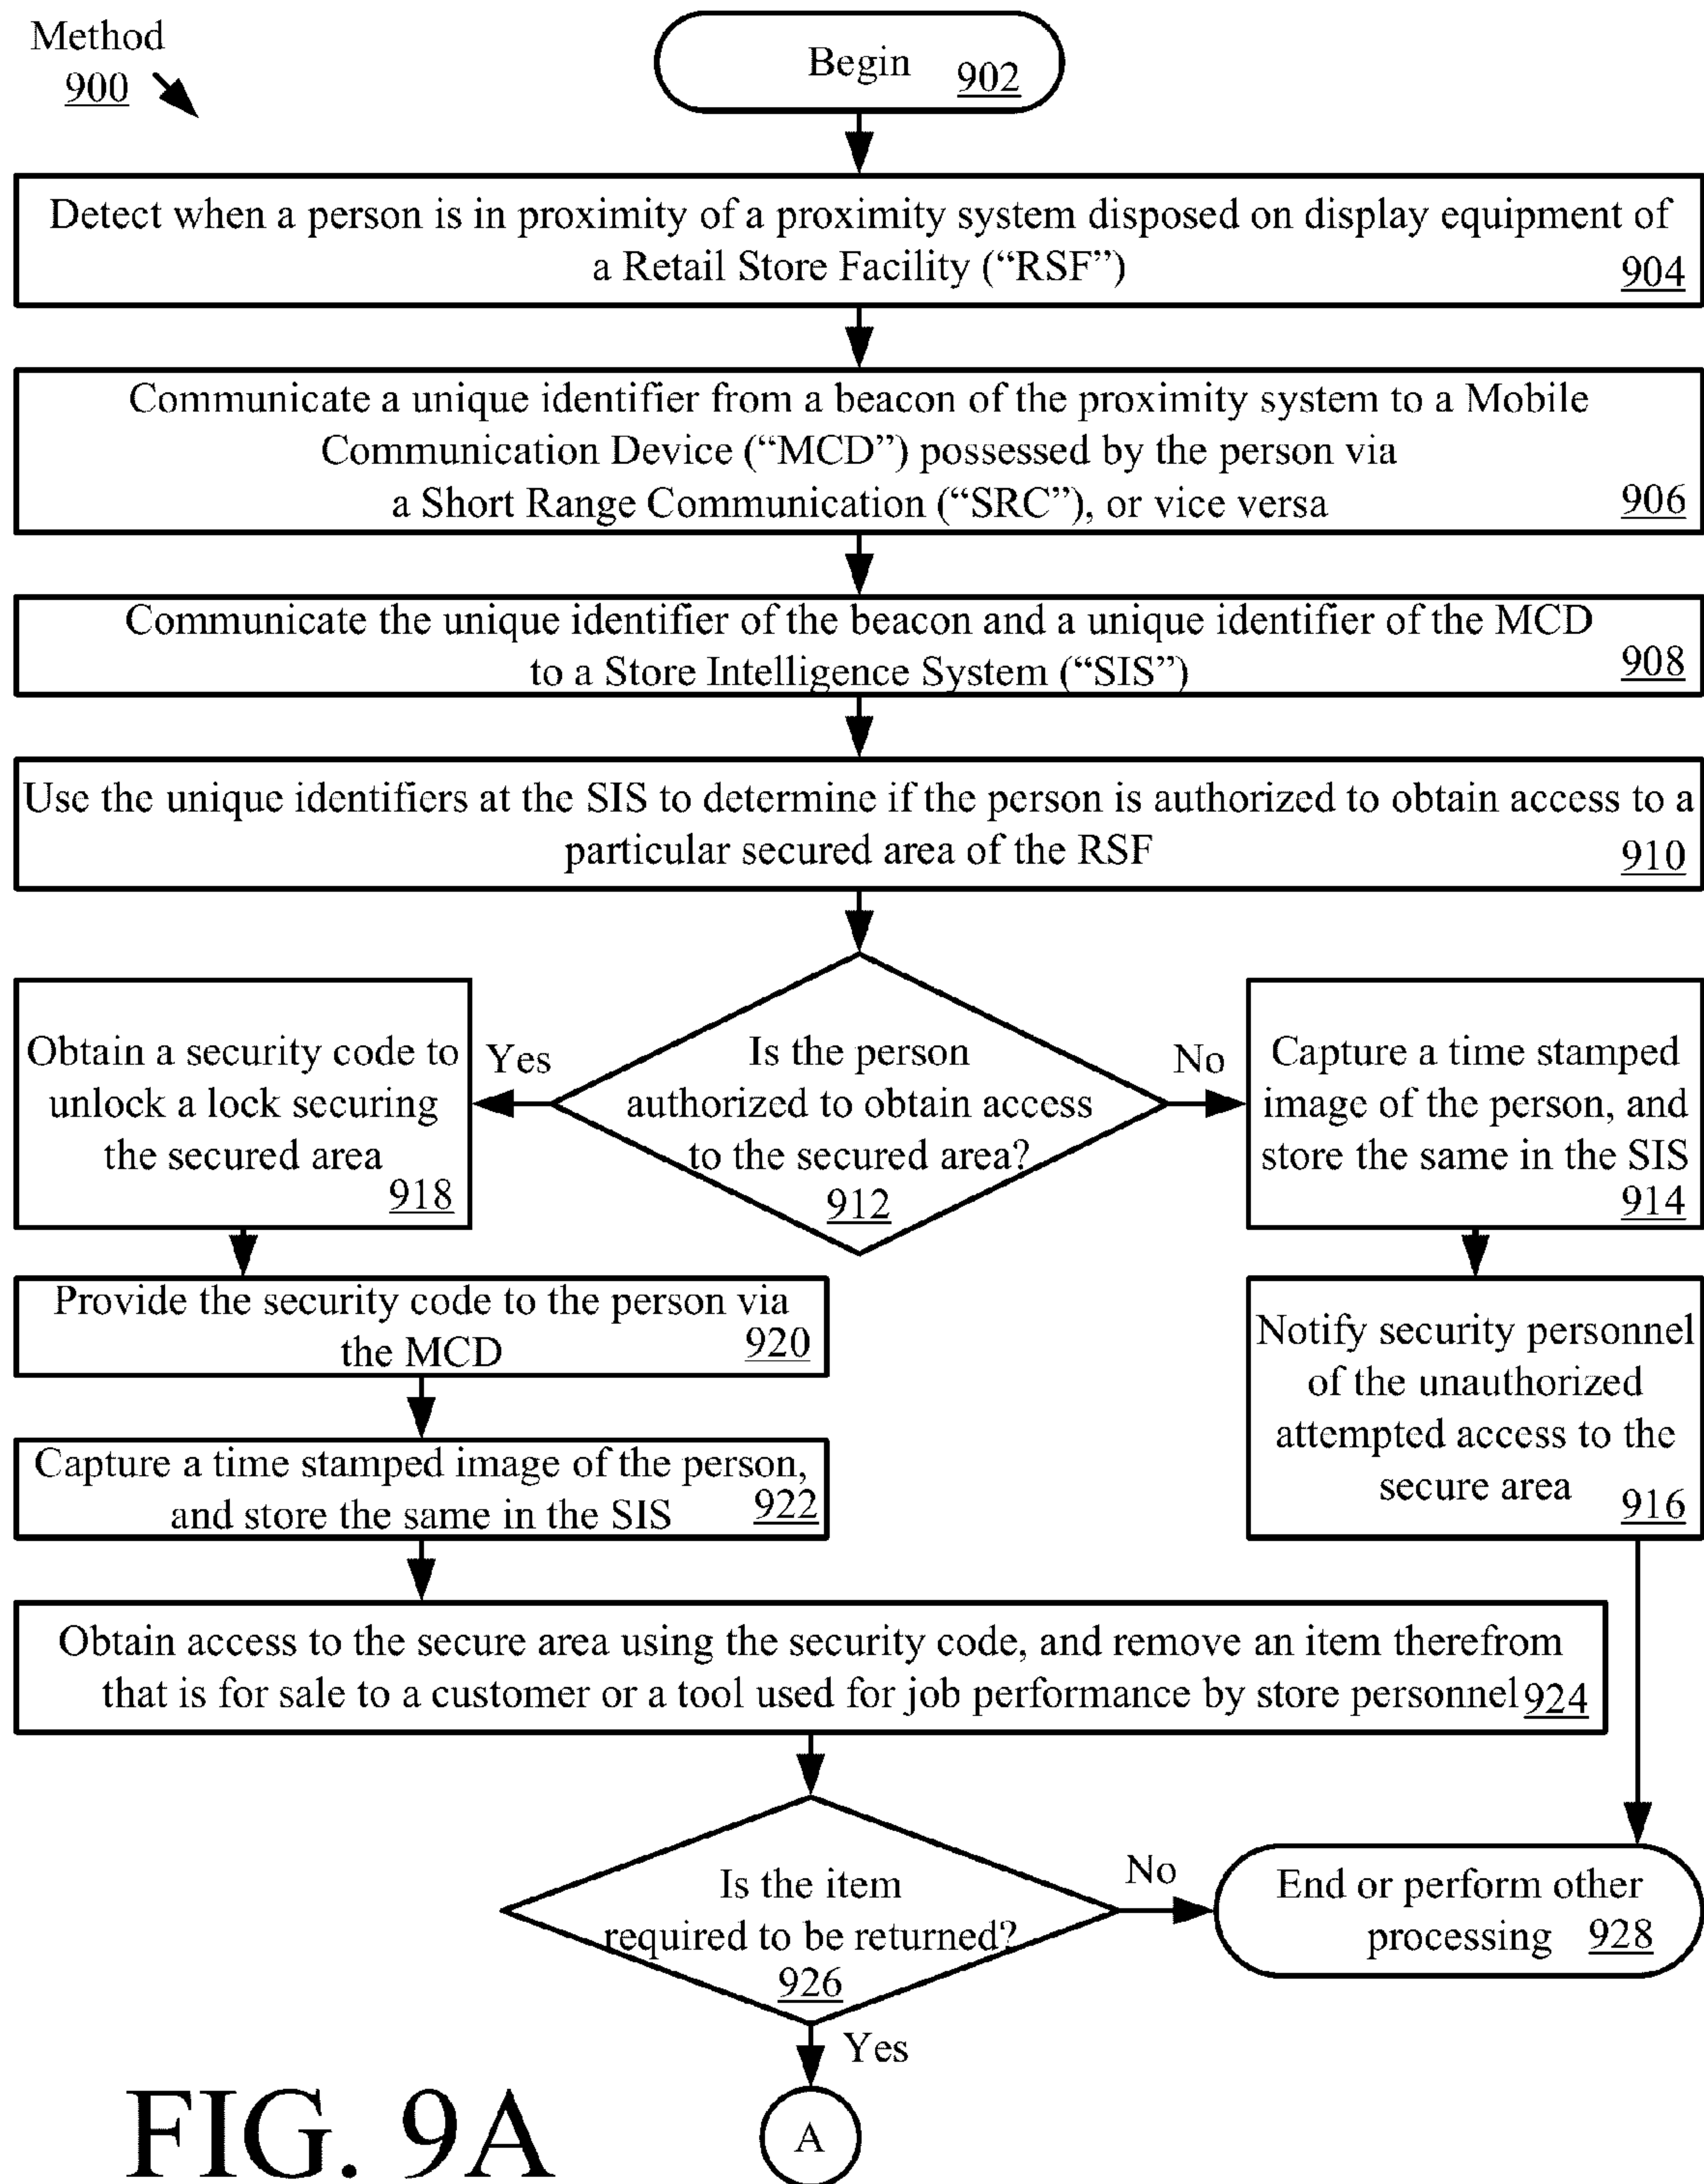 Method
900
Begin 902
Detect when a person is in proximity of a proximity system disposed on display equipment of
a Retail Store Facility (“RSF”) 904
Communicate a unique identifier from a beacon of the proximity system to a Mobile
Communication Device (“MCD”) possessed by the person via
a Short Range Communication (“SRC”), or vice versa 906
Communicate the unique identifier of the beacon and a unique identifier of the MCD
to a Store Intelligence System (“SIS”) 908
Use the unique identifiers at the SIS to determine if the person is authorized to obtain access to a
particular secured area of the RSF 910
Is the person
authorized to obtain access
to the secured area?
912
Yes
No
Obtain a security code to
unlock a lock securing
the secured area
918
Capture a time stamped
image of the person, and
store the same in the SIS
914
Provide the security code to the person via
the MCD 920
Notify security personnel
of the unauthorized
attempted access to the
secure area 916
Capture a time stamped image of the person,
and store the same in the SIS 922
Obtain access to the secure area using the security code, and remove an item therefrom
that is for sale to a customer or a tool used for job performance by store personnel 924
Is the item
required to be returned?
926
No
End or perform other
processing 928
Yes
A
FIG. 9A